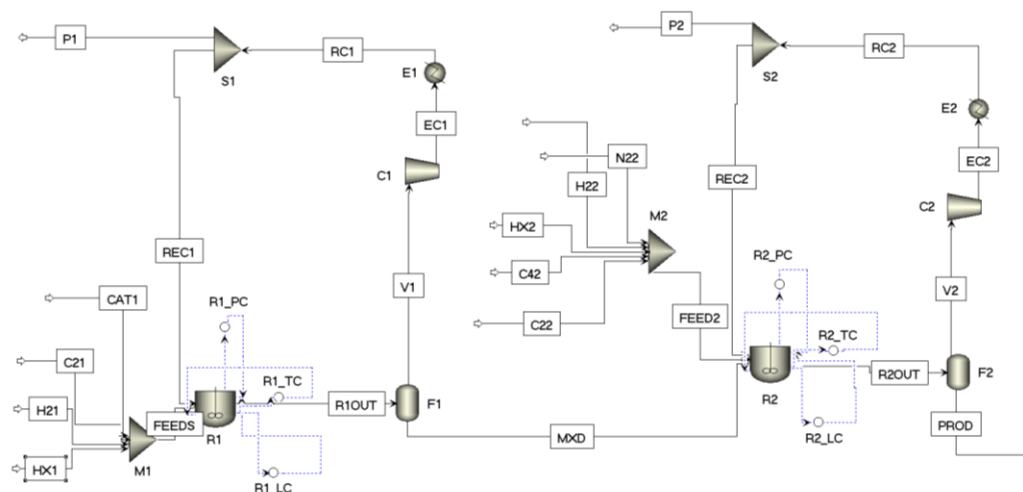 P1
S1
RC1
E1
EC1
C1
REC1
V1
CAT1
R1_PC
C21
R1_TC
H21
FEEDS
R1
R1OUT
F1
HX1
M1
R1_LC
MXD
P2
S2
RC2
E2
N22
EC2
H22
REC2
C2
M2
HX2
R2_PC
C42
V2
FEED2
C22
R2_TC
R2OUT
F2
R2
PROD
R2_LC